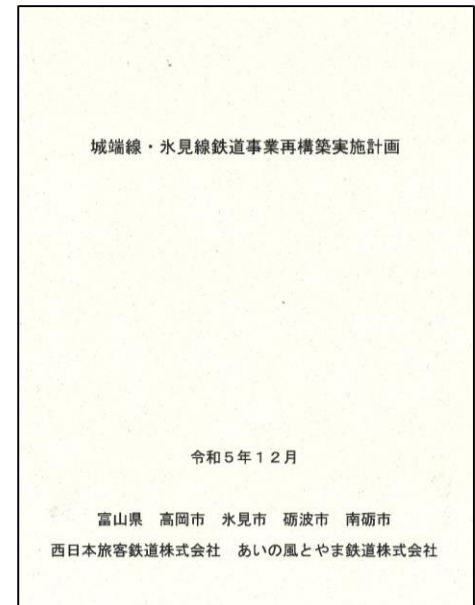 城端線・氷見線鉄道事業再構築実施計画
令和５年１２月
富山県　高岡市　氷見市　砺波市　南砺市
西日本旅客鉄道株式会社　あいの風とやま鉄道株式会社